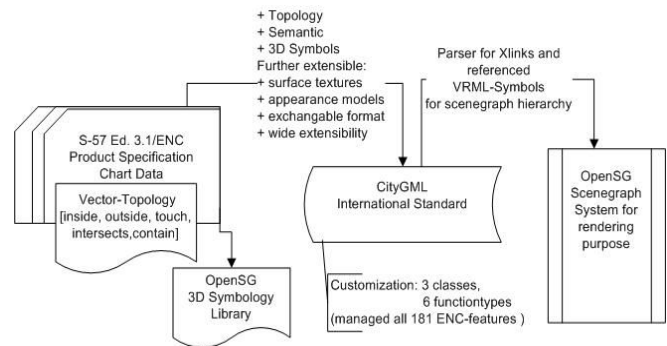 + Topology
+ Semantic
+ 3D Symbols
Further extensible:
+ surface textures
+ appearance models
+ exchangable format
+ wide extensibility
Parser for Xlinks and
referenced
VRML-Symbols
for scenegraph hierarchy
S-57 Ed. 3.1/ENC
Product Specification
Chart Data
Vector-Topology
[inside, outside, touch,
intersects,contain]
OpenSG
3D Symbology
Library
CityGML
International Standard
Customization: 3 classes,
6 functiontypes
(managed all 181 ENC-features )
OpenSG
Scenegraph
System for
rendering
purpose